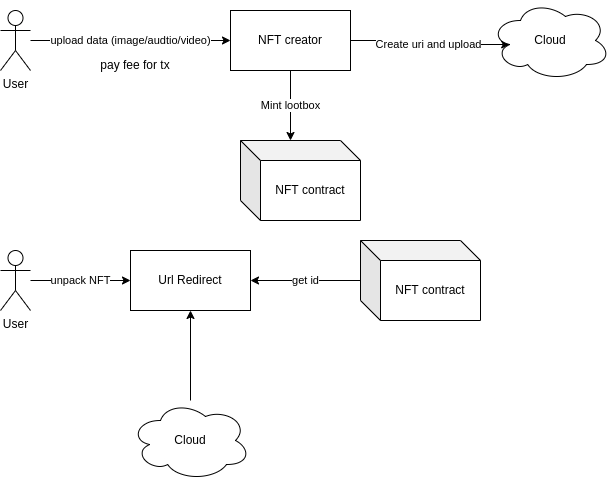 upload data (image/audtio/video)
NFT creator
Create uri and upload
Cloud
pay fee for tx
User
Mint lootbox
NFT contract
unpack NFT
Url Redirect
get id
NFT contract
User
Cloud